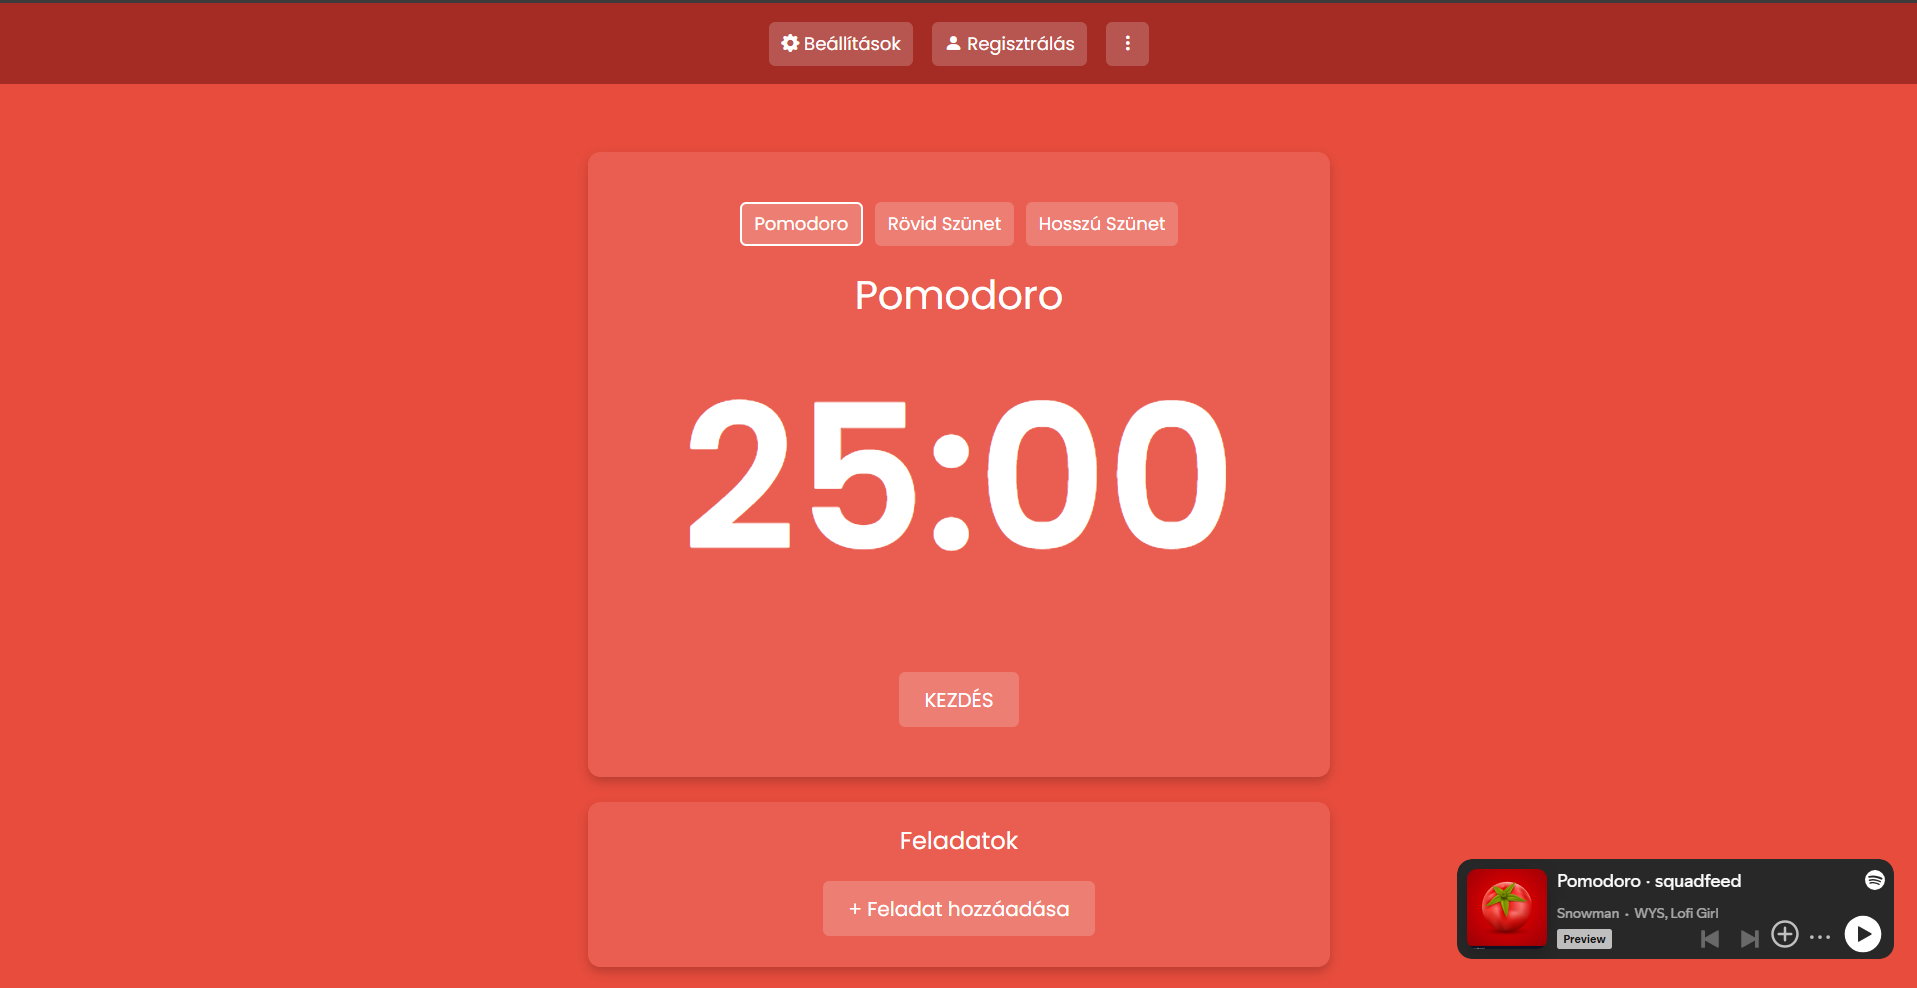 Beállítások Regisztrálás
Pomodoro Rövid Szünet Hosszú Szünet
Pomodoro
25:00
KEZDÉS
Feladatok
+ Feladat hozzáadása
Pomodoro · squadfeed
Snowman · WYS, Lofi Girl
Preview